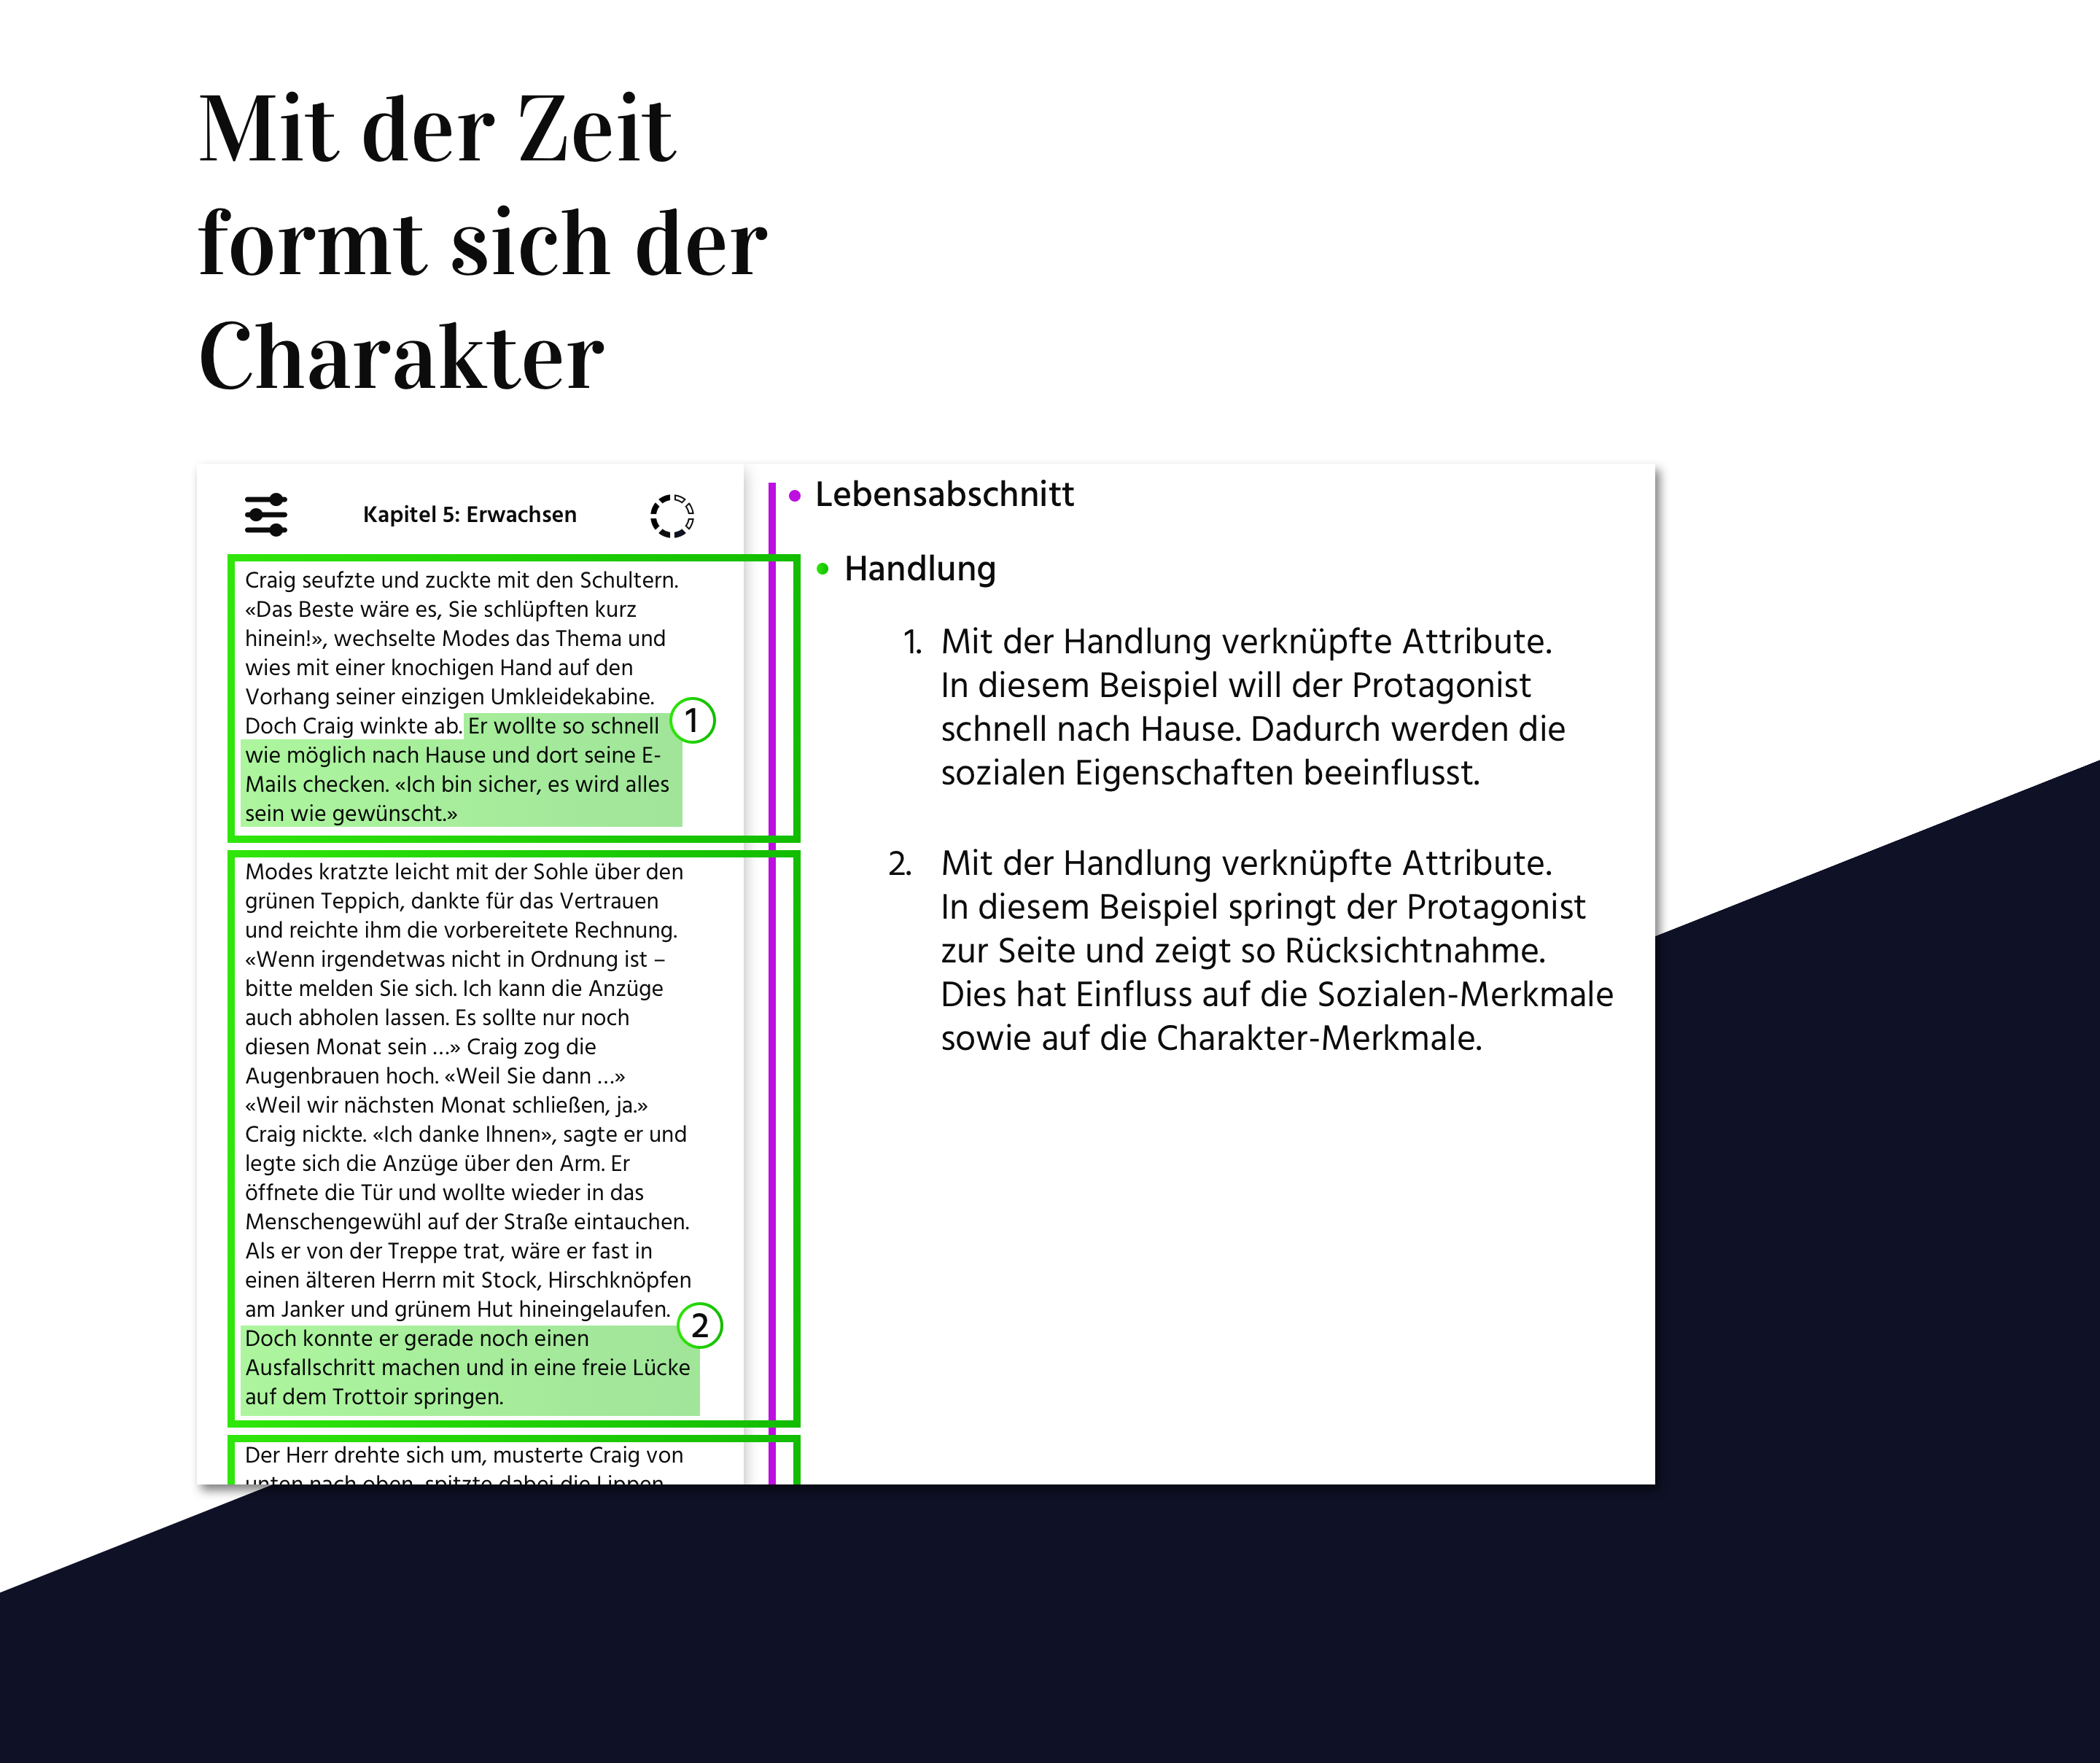 Mit der Zeit
formt sich der
Charakter
Kapitel 5: Erwachsen
Craig seufzte und zuckte mit den Schultern.
«Das Beste wäre es, Sie schlüpften kurz
hinein!», wechselte Modes das Thema und
wies mit einer knochigen Hand auf den
Vorhang seiner einzigen Umkleidekabine.
Doch Craig winkte ab. Er wollte so schnell
wie möglich nach Hause und dort seine E-
Mails checken. «Ich bin sicher, es wird alles
sein wie gewünscht.»
1
Modes kratzte leicht mit der Sohle über den
grünen Teppich, dankte für das Vertrauen
und reichte ihm die vorbereitete Rechnung.
«Wenn irgendetwas nicht in Ordnung ist –
bitte melden Sie sich. Ich kann die Anzüge
auch abholen lassen. Es sollte nur noch
diesen Monat sein ...» Craig zog die
Augenbrauen hoch. «Weil Sie dann ...»
«Weil wir nächsten Monat schließen, ja.»
Craig nickte. «Ich danke Ihnen», sagte er und
legte sich die Anzüge über den Arm. Er
öffnete die Tür und wollte wieder in das
Menschengewühl auf der Straße eintauchen.
Als er von der Treppe trat, wäre er fast in
einen älteren Herrn mit Stock, Hirschknöpfen
am Janker und grünem Hut hineingelaufen.
Doch konnte er gerade noch einen
Ausfallschritt machen und in eine freie Lücke
auf dem Trottoir springen.
2
Der Herr drehte sich um, musterte Craig von
unten nach oben, spitzte dabei die Lippen
• Lebensabschnitt
• Handlung
1. Mit der Handlung verknüpfte Attribute.
In diesem Beispiel will der Protagonist
schnell nach Hause. Dadurch werden die
sozialen Eigenschaften beeinflusst.
2. Mit der Handlung verknüpfte Attribute.
In diesem Beispiel springt der Protagonist
zur Seite und zeigt so Rücksichtnahme.
Dies hat Einfluss auf die Sozialen-Merkmale
sowie auf die Charakter-Merkmale.